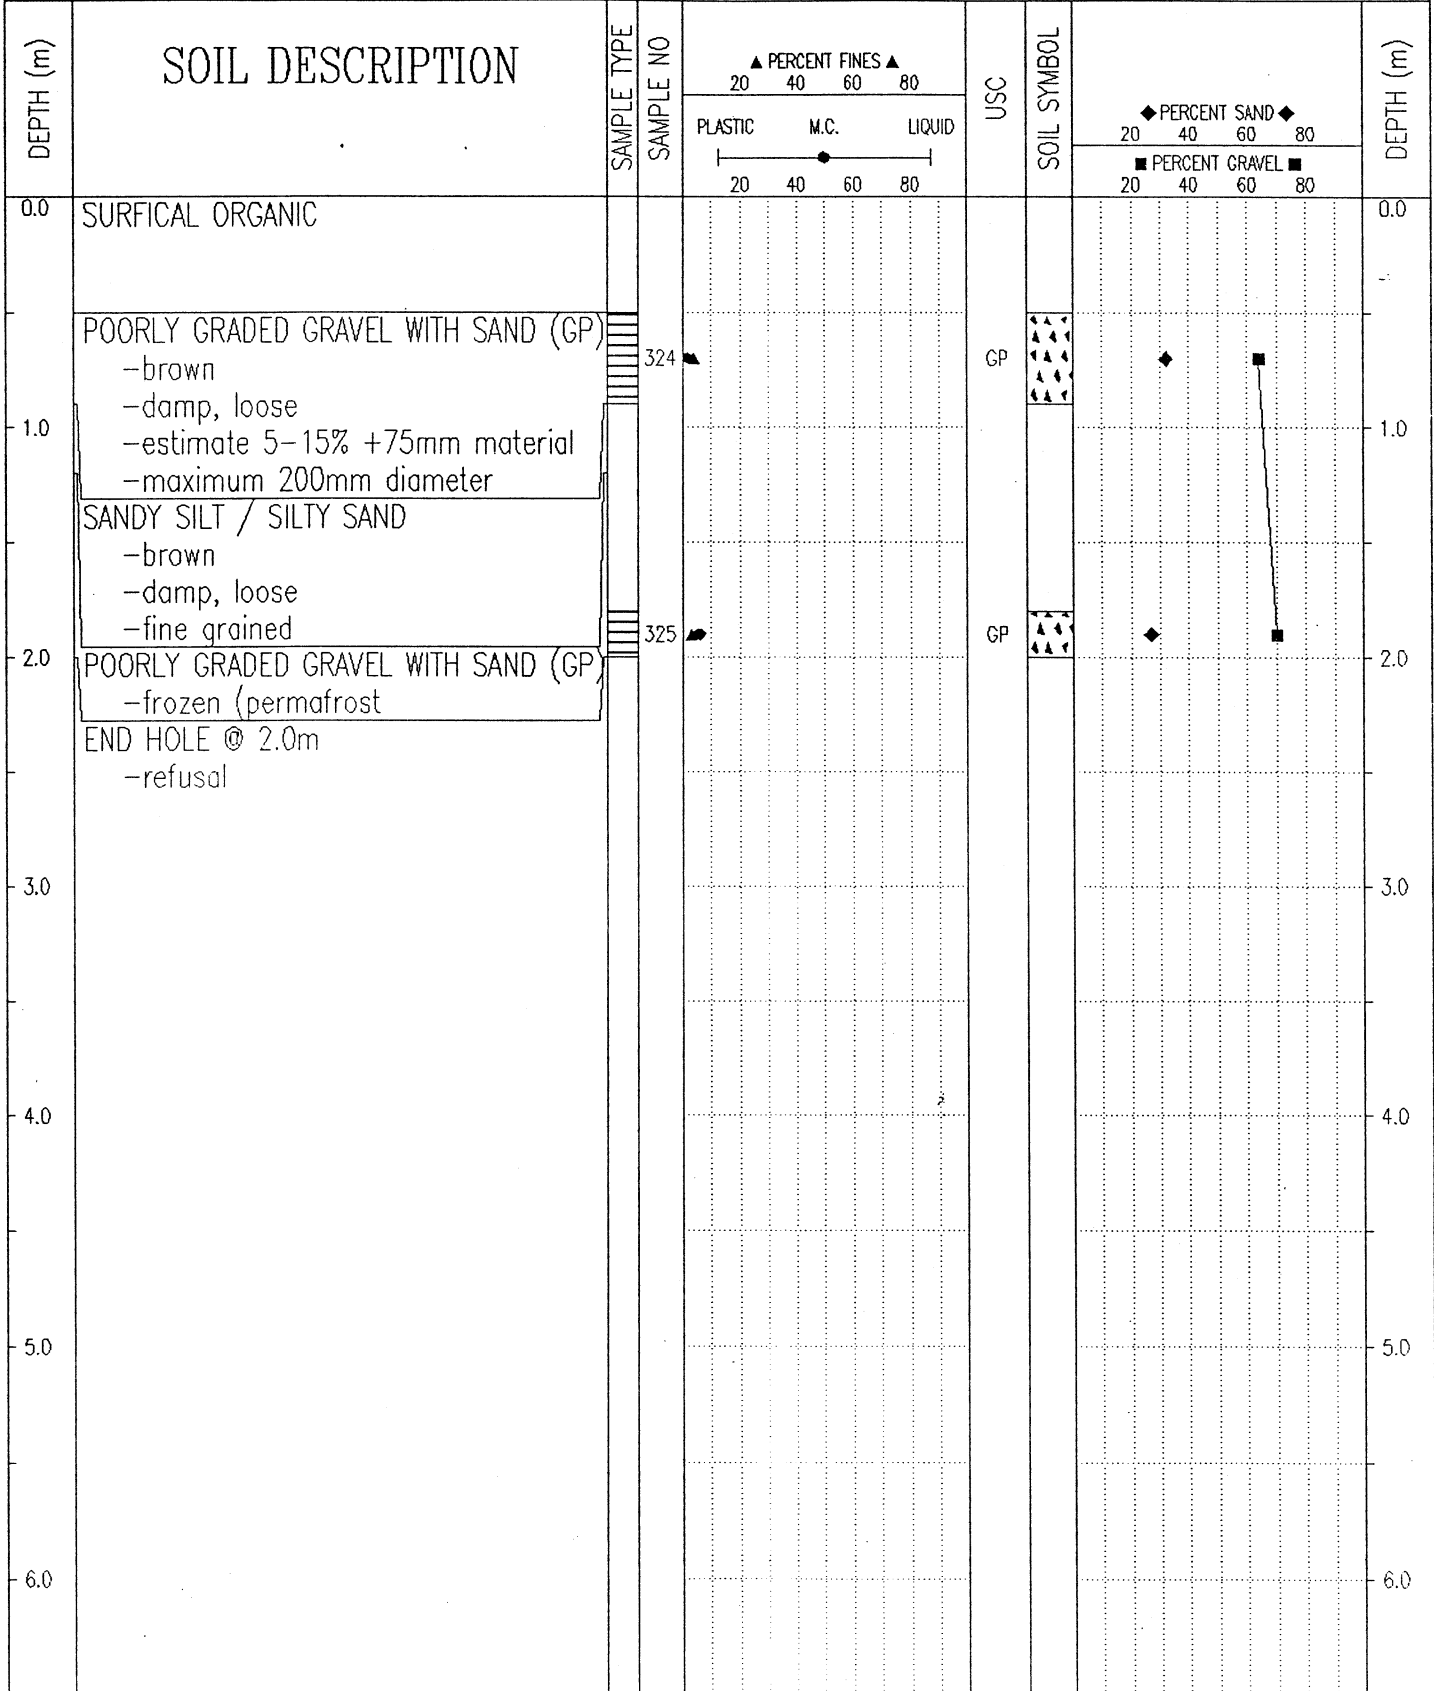 DEPTH (m)
SOIL DESCRIPTION
SAMPLE TYPE
SAMPLE NO
▲ PERCENT FINES ▲
20 40 60 80
PLASTIC M.C. LIQUID
20 40 60 80
USC
SOIL SYMBOL
◆ PERCENT SAND ◆
20 40 60 80
■ PERCENT GRAVEL ■
20 40 60 80
DEPTH (m)
0.0 SURFICAL ORGANIC 0.0
POORLY GRADED GRAVEL WITH SAND (GP)
324 GP
-brown
-damp, loose
1.0 1.0
-estimate 5-15% +75mm material
-maximum 200mm diameter
SANDY SILT / SILTY SAND
-brown
-damp, loose
-fine grained
325 GP
2.0 2.0
POORLY GRADED GRAVEL WITH SAND (GP)
-frozen (permafrost
END HOLE @ 2.0m
-refusal
3.0 3.0
4.0 4.0
5.0 5.0
6.0 6.0